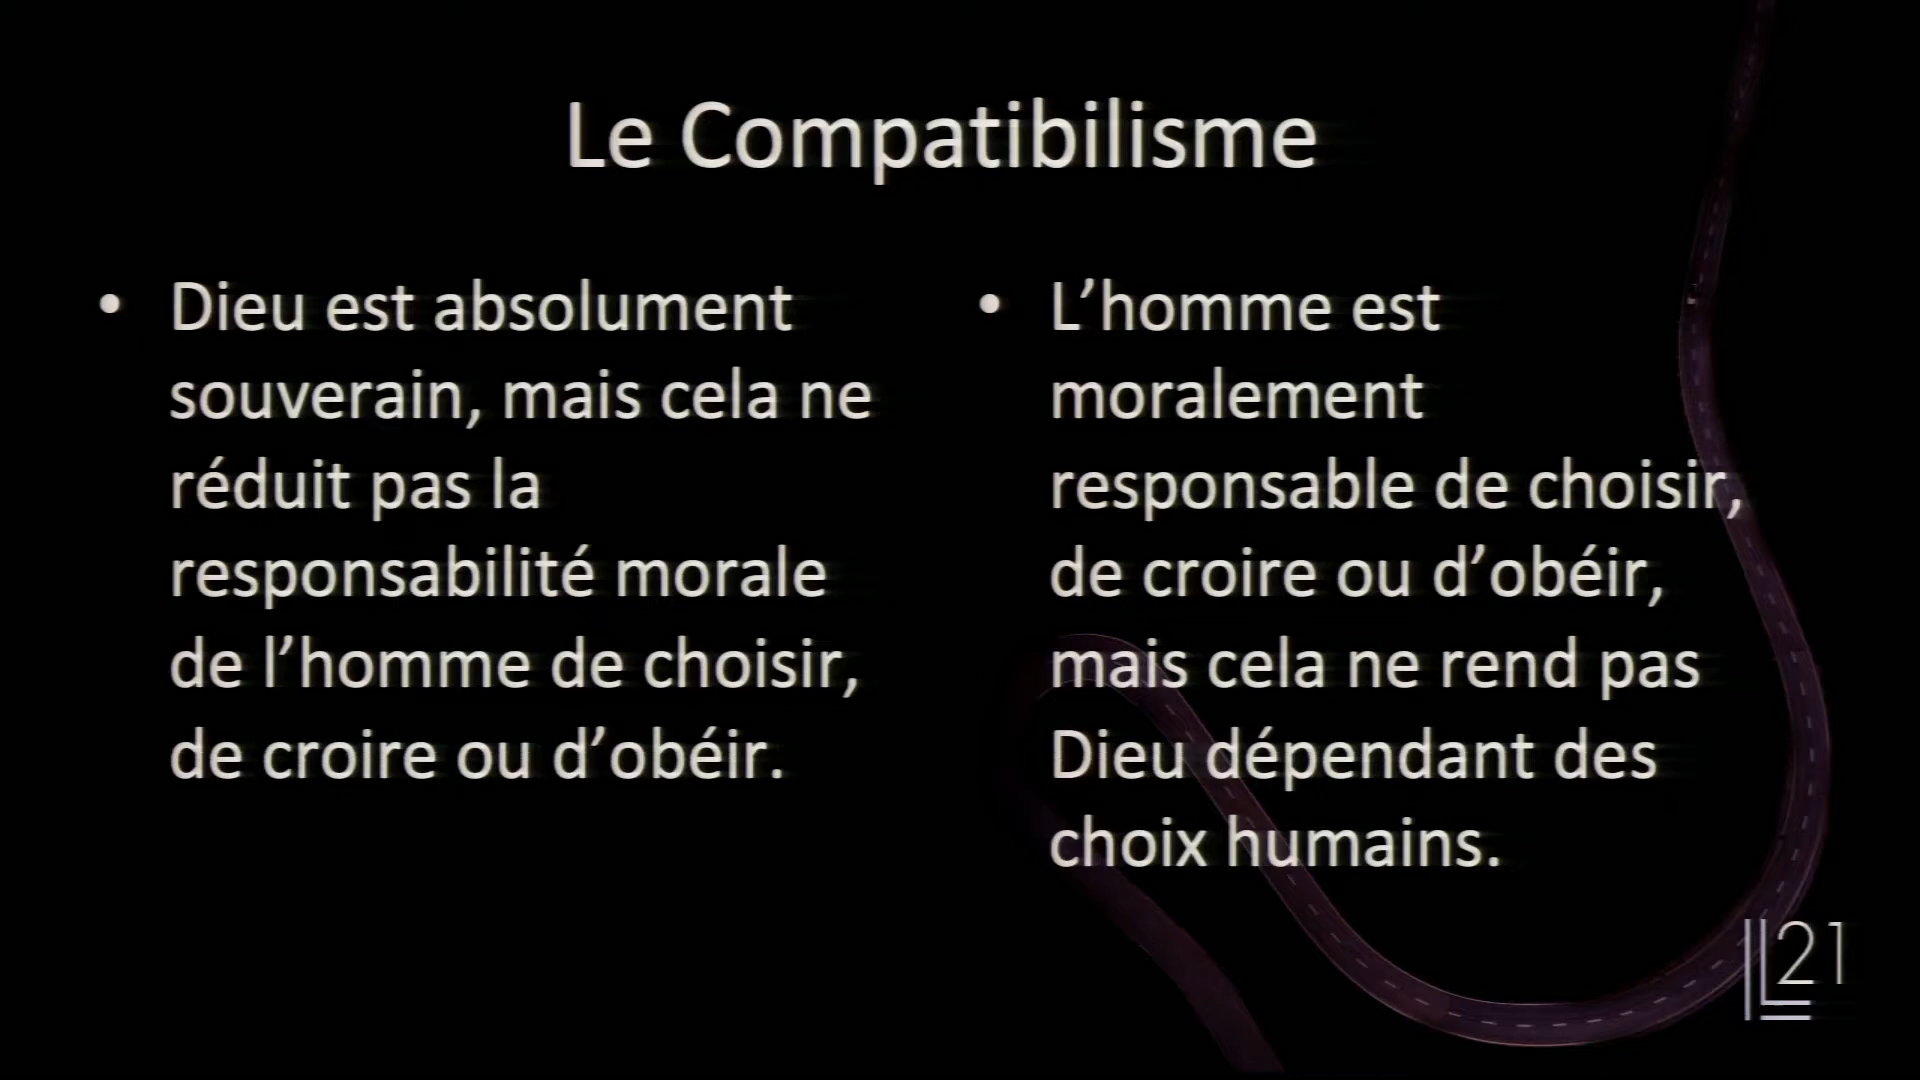 Le Compatibilisme
• Dieu est absolument
souverain, mais cela ne
réduit pas la
responsabilité morale
de l’homme de choisir,
de croire ou d’obéir.
• L’homme est
moralement
responsable de choisir,
de croire ou d’obéir,
mais cela ne rend pas
Dieu dépendant des
choix humains.
L21